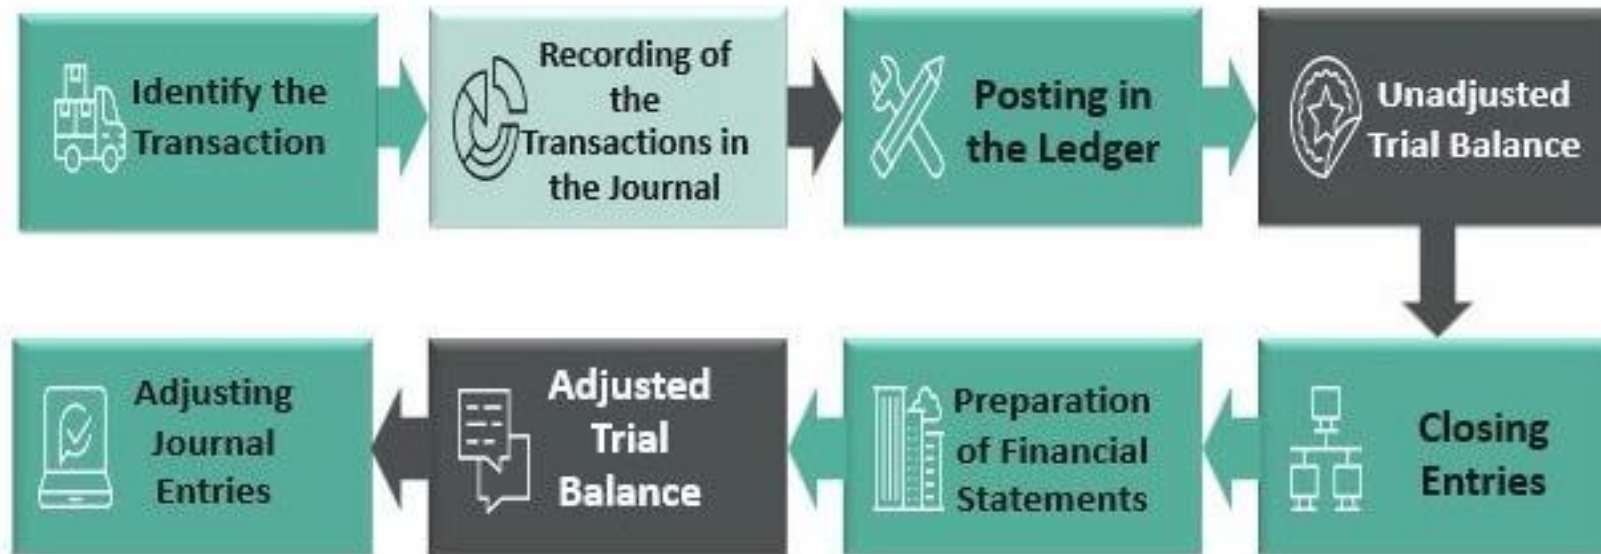 Identify the
Transaction
Recording of
the
Transactions in
the Journal
Posting in
the Ledger
Unadjusted
Trial Balance
Closing
Entries
Preparation
of Financial
Statements
Adjusted
Trial
Balance
Adjusting
Journal
Entries